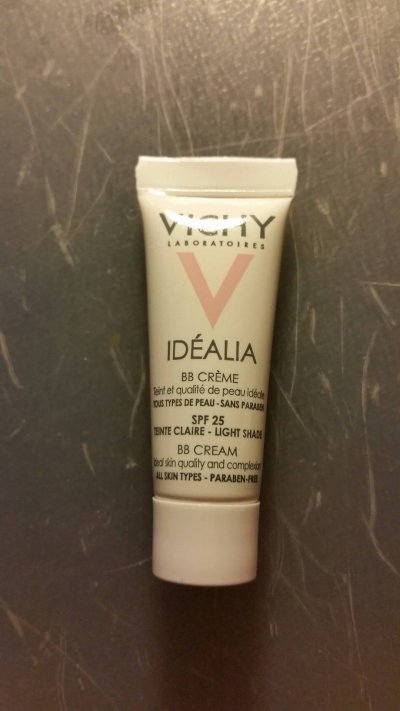 VICHY
LABORATOIRES
V
IDÉALIA
BB CRÈME
Teint et qualité de peau idéale
TOUS TYPES DE PEAU - SANS PARABEN
SPF 25
TEINTE CLAIRE - LIGHT SHADE
BB CREAM
Ideal skin quality and complexion
ALL SKIN TYPES - PARABEN-FREE